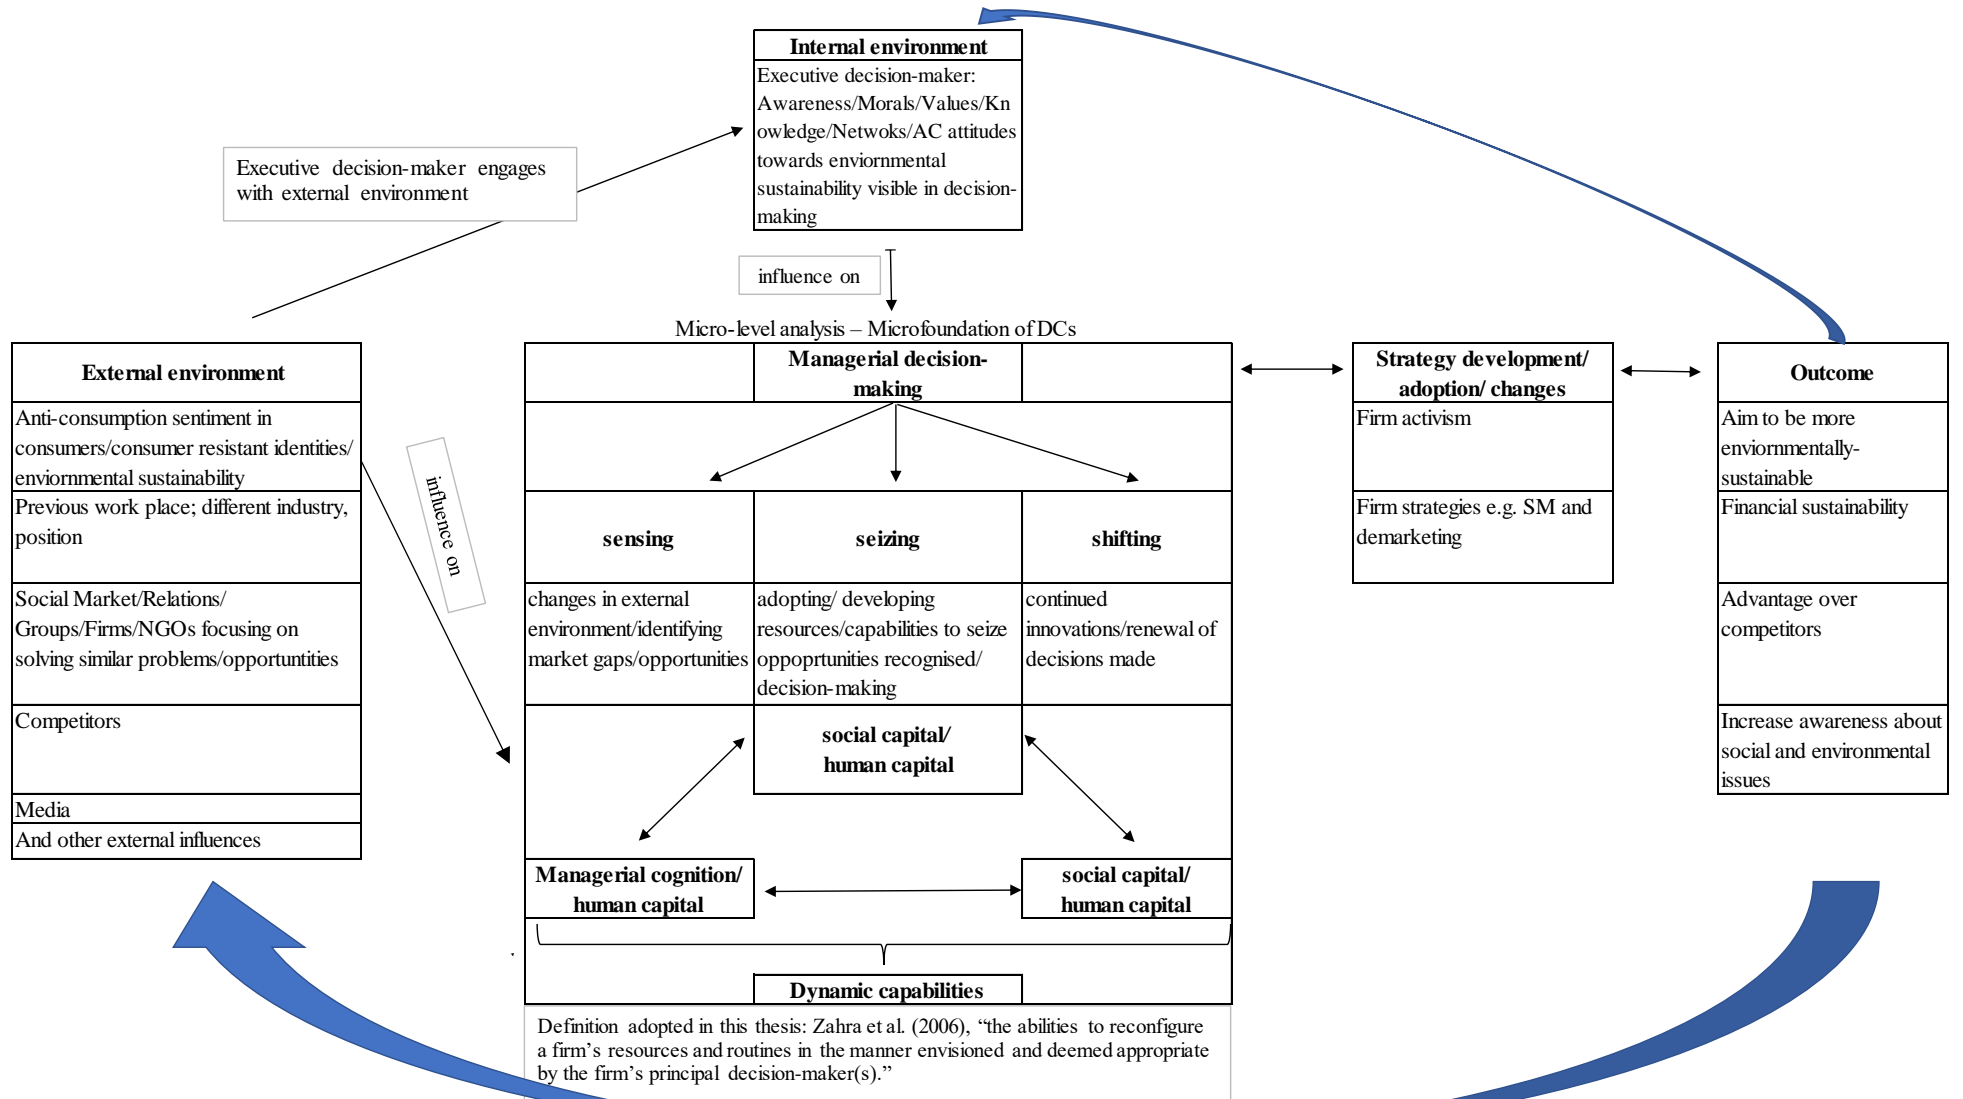 Internal environment
Executive decision-maker:
Awareness/Morals/Values/Kn
owledge/Netwoks/AC attitudes
towards enviornmental
sustainability visible in decision-
making
Executive decision-maker engages
with external environment
influence on
Micro-level analysis – Microfoundation of DCs
External environment
Anti-consumption sentiment in
consumers/consumer resistant identities/
enviornmental sustainability
Previous work place; different industry,
position
Social Market/Relations/
Groups/Firms/NGOs focusing on
solving similar problems/opportuntities
Competitors
Media
And other external influences
influence on
Managerial decision-
making
sensing
seizing
shifting
changes in external
environment/identifying
market gaps/opportunities
adopting/ developing
resources/capabilities to seize
oppoprtunities recognised/
decision-making
continued
innovations/renewal of
decisions made
social capital/
human capital
Managerial cognition/
human capital
social capital/
human capital
Dynamic capabilities
Definition adopted in this thesis: Zahra et al. (2006), “the abilities to reconfigure
a firm’s resources and routines in the manner envisioned and deemed appropriate
by the firm’s principal decision-maker(s).”
Strategy development/
adoption/ changes
Firm activism
Firm strategies e.g. SM and
demarketing
Outcome
Aim to be more
enviornmentally-
sustainable
Financial sustainability
Advantage over
competitors
Increase awareness about
social and environmental
issues